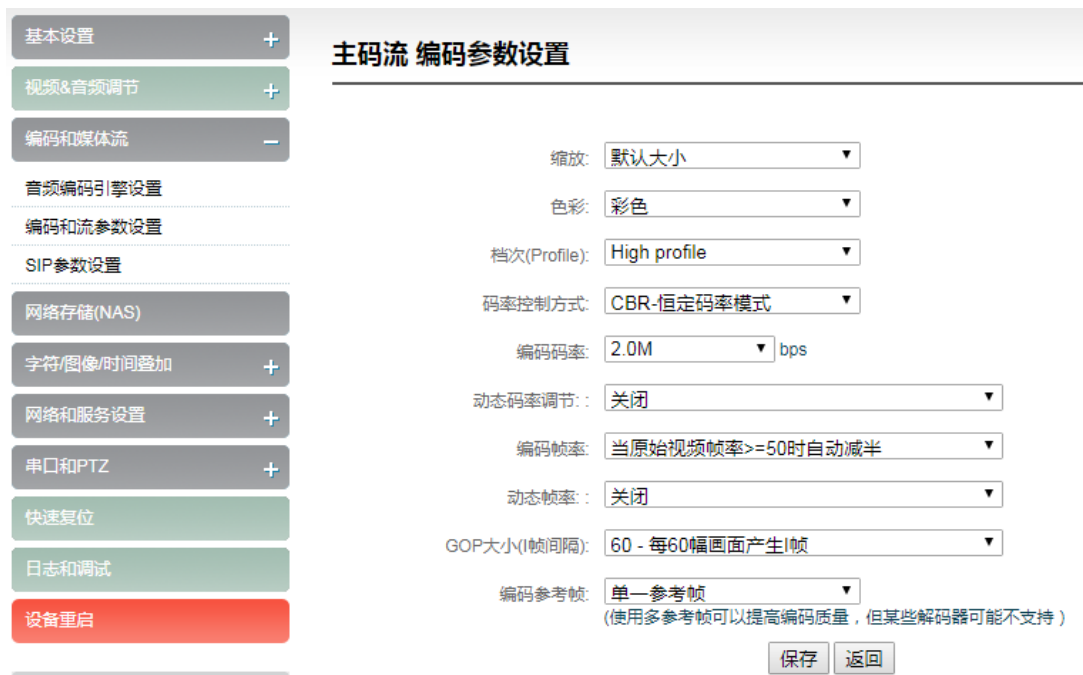 基本设置
视频&音频调节
编码和媒体流
音频编码引擎设置
编码和流参数设置
SIP参数设置
网络存储(NAS)
字符/图像/时间叠加
网络和服务设置
串口和PTZ
快速复位
日志和调试
设备重启
主码流 编码参数设置
缩放: 默认大小
色彩: 彩色
档次(Profile): High profile
码率控制方式: CBR-恒定码率模式
编码码率: 2.0M bps
动态码率调节: : 关闭
编码帧率: 当原始视频帧率>=50时自动减半
动态帧率: : 关闭
GOP大小(I帧间隔): 60 - 每60幅画面产生I帧
编码参考帧: 单一参考帧
(使用多参考帧可以提高编码质量，但某些解码器可能不支持)
保存 返回